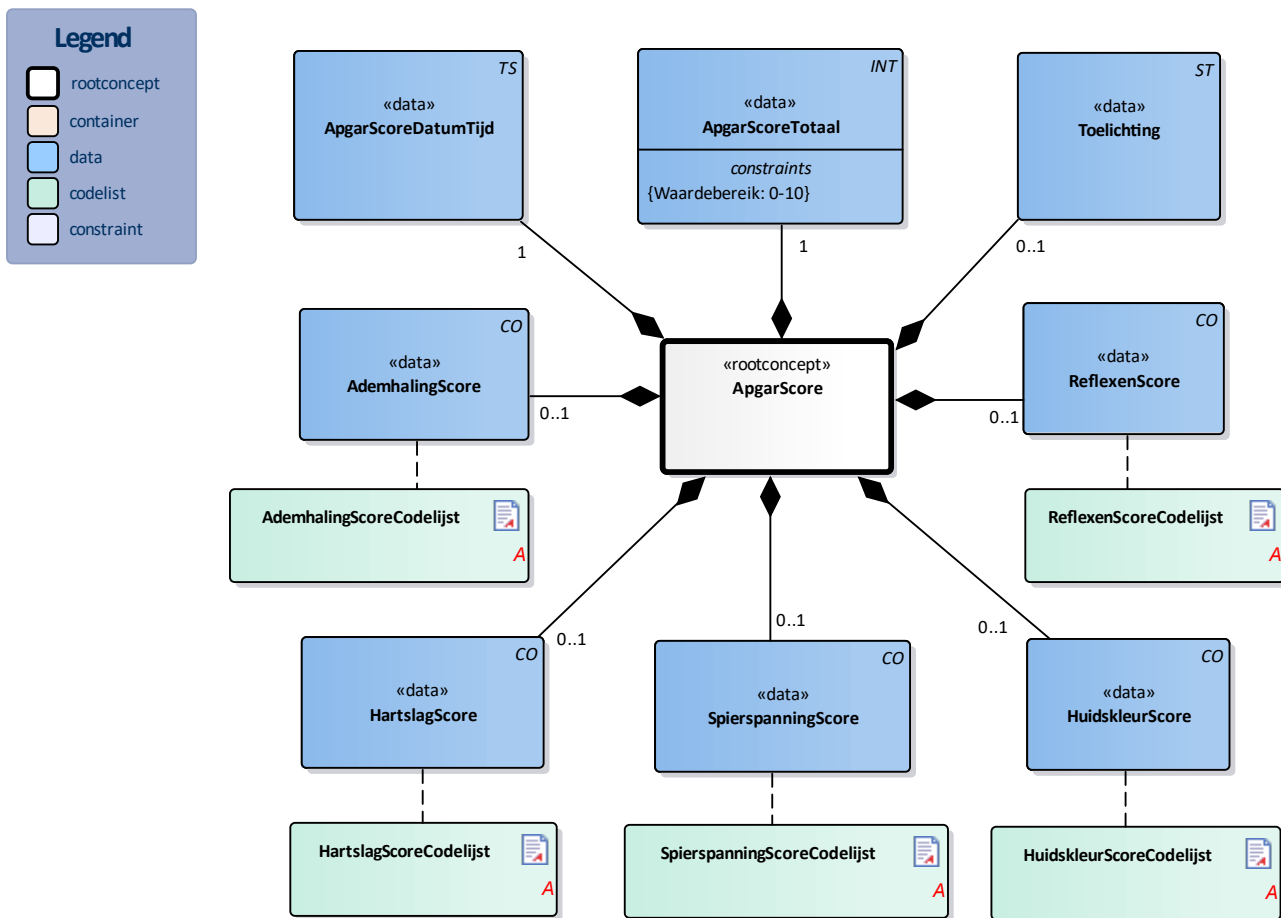 Legend
rootconcept
container
data
codelist
constraint
TS
«data»
ApgarScoreDatumTijd
1
INT
«data»
ApgarScoreTotaal
constraints
{Waardebereik: 0-10}
1
ST
«data»
Toelichting
0..1
CO
«data»
AdemhalingScore
0..1
«rootconcept»
ApgarScore
CO
«data»
ReflexenScore
0..1
AdemhalingScoreCodelijst
A
ReflexenScoreCodelijst
A
CO
«data»
HartslagScore
0..1
CO
«data»
SpierspanningScore
0..1
CO
«data»
HuidskleurScore
0..1
HartslagScoreCodelijst
A
SpierspanningScoreCodelijst
A
HuidskleurScoreCodelijst
A